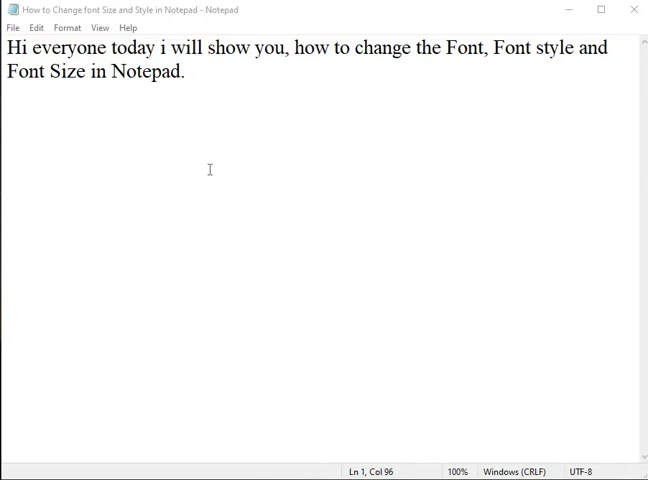 How to Change font Size and Style in Notepad - Notepad
File Edit Format View Help
Hi everyone today i will show you, how to change the Font, Font style and
Font Size in Notepad.
Ln 1, Col 96 100% Windows (CRLF) UTF-8